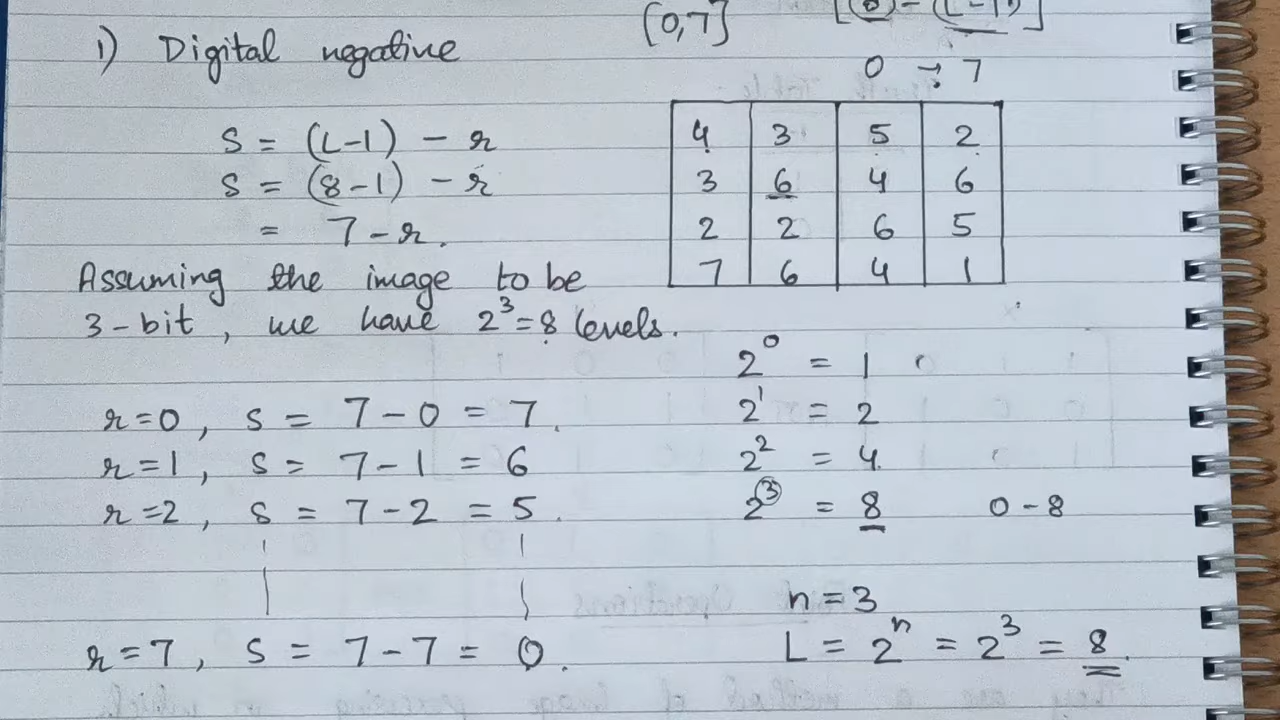 1) Digital negative
[0,7]
[(0) - (L-1)]
0 → 7
S = (L-1) - r
S = (8-1) - r
= 7 - r.
4 3 5 2
3 6 4 6
2 2 6 5
7 6 4 1
Assuming the image to be
3-bit, we have 2³ = 8 levels.
2⁰ = 1
2¹ = 2
2² = 4
2³ = 8 0 - 8
r = 0, s = 7 - 0 = 7.
r = 1, s = 7 - 1 = 6
r = 2, s = 7 - 2 = 5.
r = 7, s = 7 - 7 = 0.
n = 3
L = 2ⁿ = 2³ = 8.